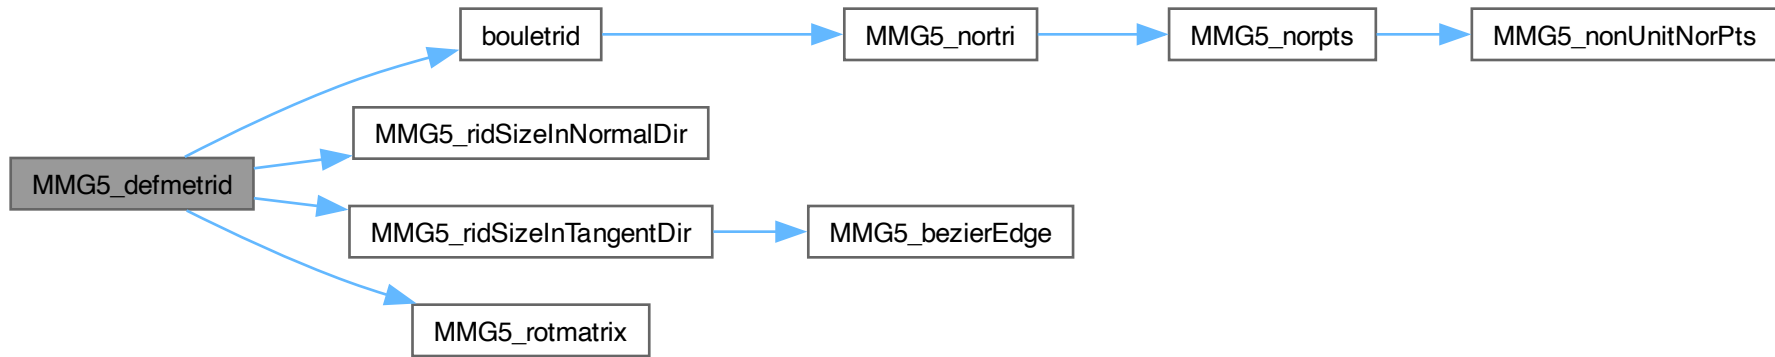 bouletrid
MMG5_nortri
MMG5_norpts
MMG5_nonUnitNorPts
MMG5_ridSizeInNormalDir
MMG5_defmetrid
MMG5_ridSizeInTangentDir
MMG5_bezierEdge
MMG5_rotmatrix